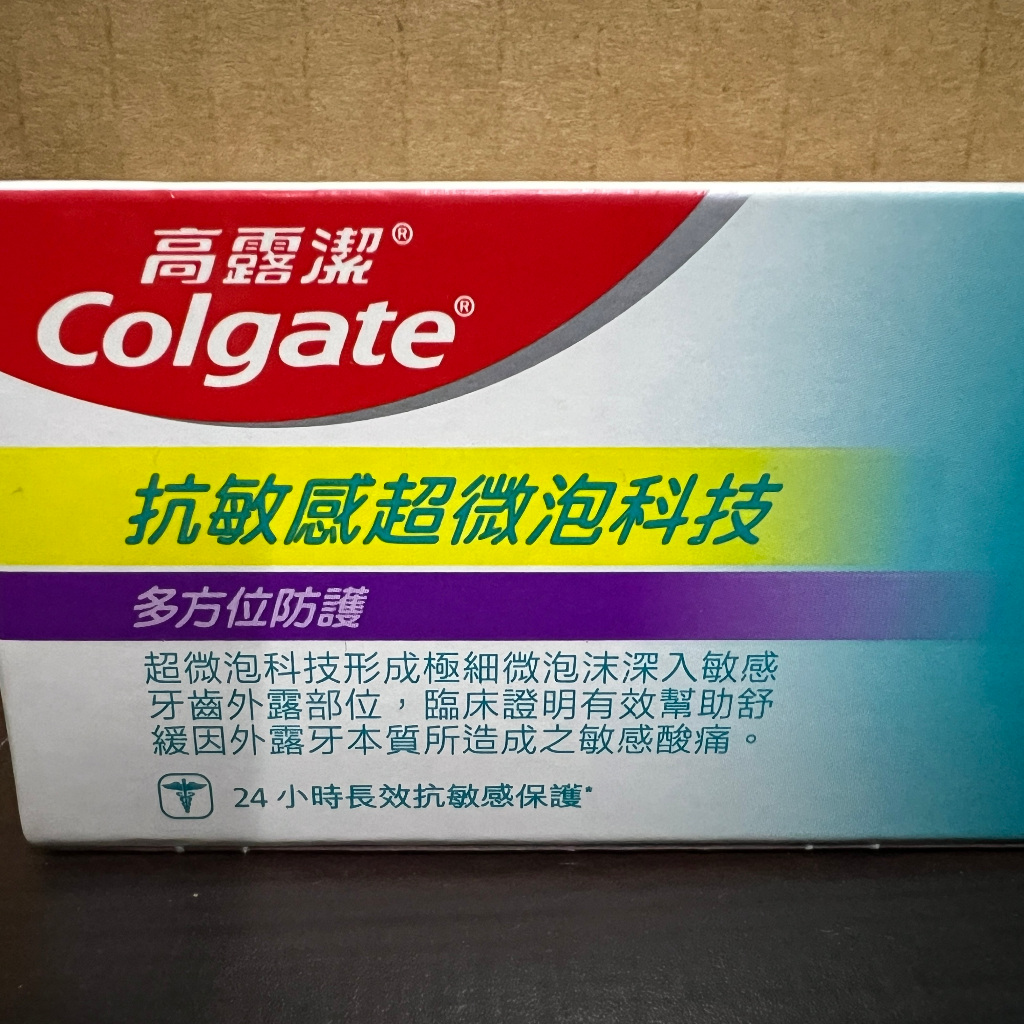 高露潔®
Colgate®
抗敏感超微泡科技
多方位防護
超微泡科技形成極細微泡沫深入敏感
牙齒外露部位，臨床證明有效幫助舒
緩因外露牙本質所造成之敏感酸痛。
24 小時長效抗敏感保護*